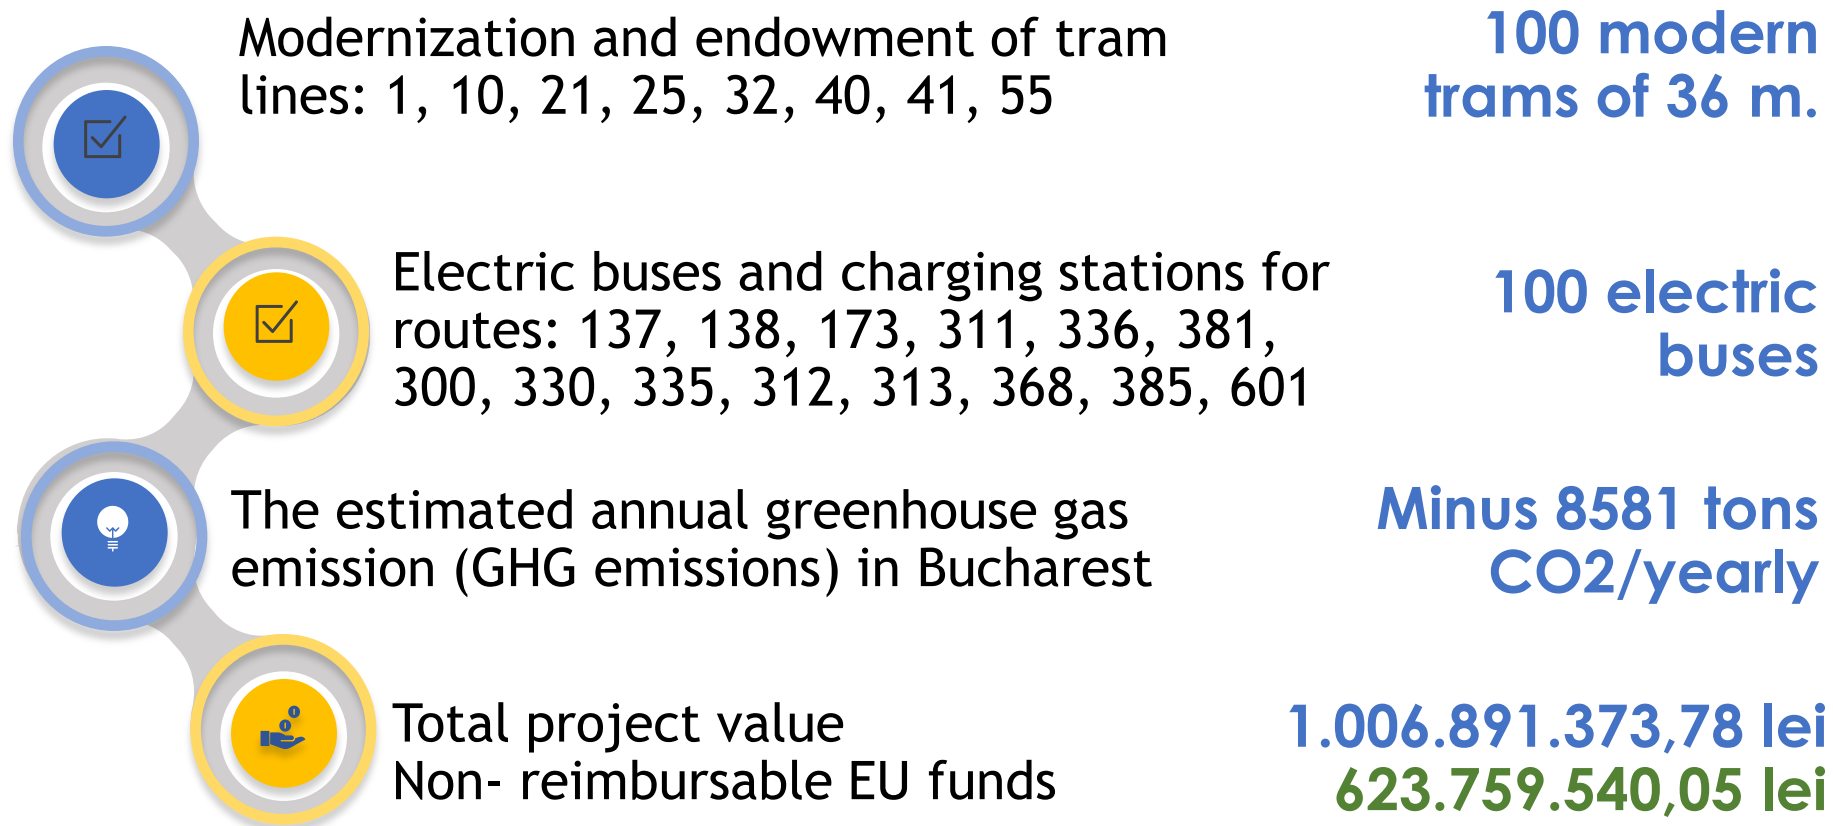 Modernization and endowment of tram
lines: 1, 10, 21, 25, 32, 40, 41, 55
100 modern
trams of 36 m.
Electric buses and charging stations for
routes: 137, 138, 173, 311, 336, 381,
300, 330, 335, 312, 313, 368, 385, 601
100 electric
buses
The estimated annual greenhouse gas
emission (GHG emissions) in Bucharest
Minus 8581 tons
CO2/yearly
Total project value
Non- reimbursable EU funds
1.006.891.373,78 lei
623.759.540,05 lei